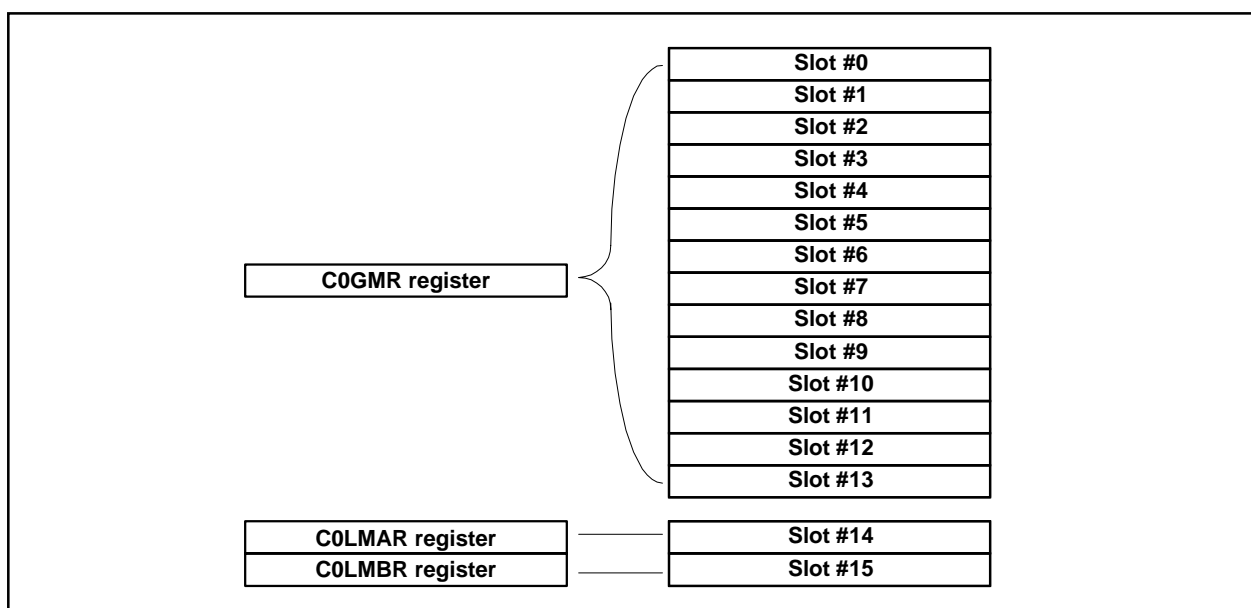 Slot #0
Slot #1
Slot #2
Slot #3
Slot #4
Slot #5
Slot #6
C0GMR register
Slot #7
Slot #8
Slot #9
Slot #10
Slot #11
Slot #12
Slot #13
C0LMAR register
Slot #14
C0LMBR register
Slot #15